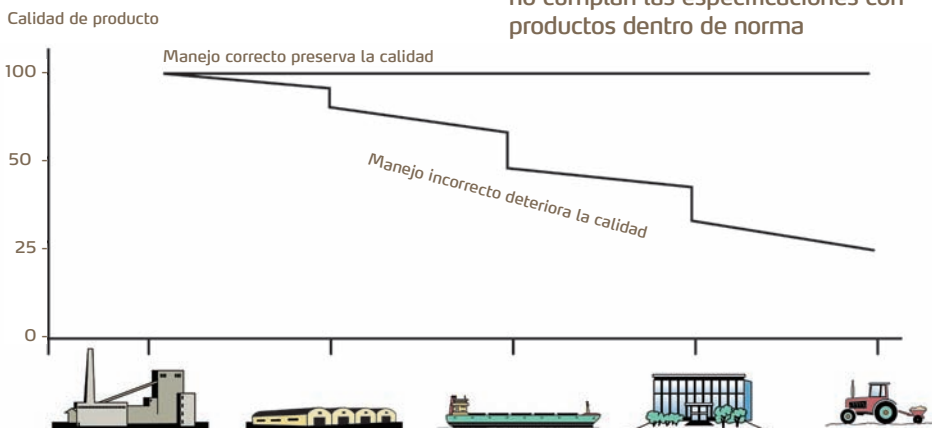 no cumplan las especificaciones con
productos dentro de norma
Calidad de producto
Manejo correcto preserva la calidad
100
50
Manejo incorrecto deteriora la calidad
25
0